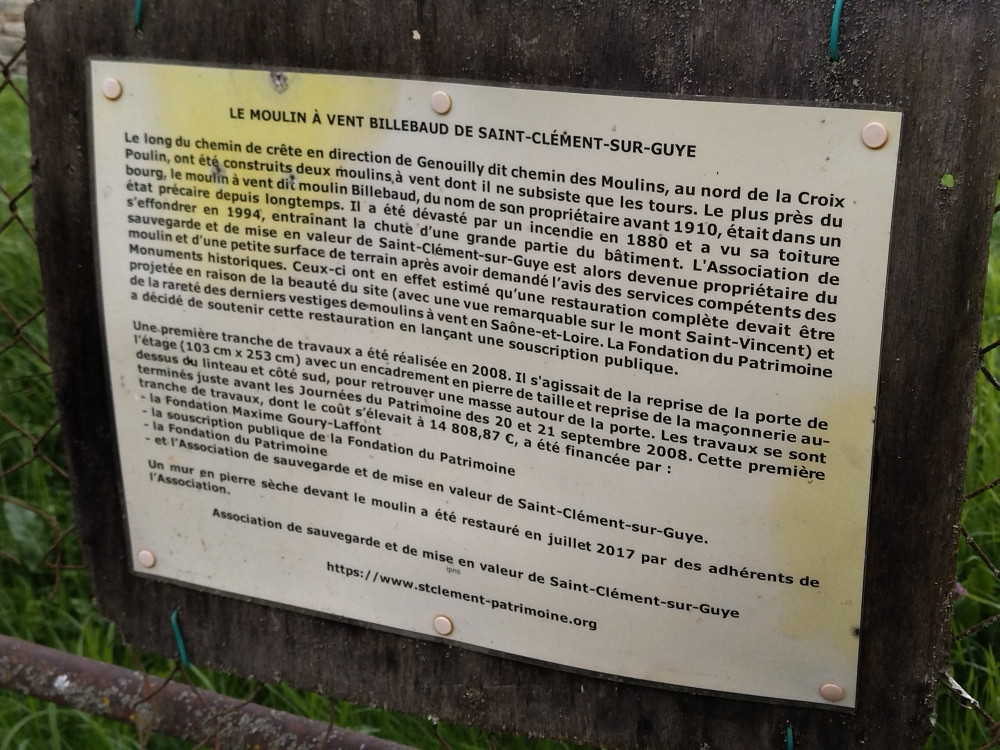 LE MOULIN À VENT BILLEBAUD DE SAINT-CLÉMENT-SUR-GUYE
Le long du chemin de crête en direction de Genouilly dit chemin des Moulins, au nord de la Croix
Poulin, ont été construits deux moulins à vent dont il ne subsiste que les tours. Le plus près du
bourg, le moulin à vent dit moulin Billebaud, du nom de son propriétaire avant 1910, était dans un
état précaire depuis longtemps. Il a été dévasté par un incendie en 1880 et a vu sa toiture
s'effondrer en 1994, entraînant la chute d'une grande partie du bâtiment. L'Association de
sauvegarde et de mise en valeur de Saint-Clément-sur-Guye est alors devenue propriétaire du
moulin et d'une petite surface de terrain après avoir demandé l'avis des services compétents des
Monuments historiques. Ceux-ci ont en effet estimé qu'une restauration complète devait être
projetée en raison de la beauté du site (avec une vue remarquable sur le mont Saint-Vincent) et
de la rareté des derniers vestiges de moulins à vent en Saône-et-Loire. La Fondation du Patrimoine
a décidé de soutenir cette restauration en lançant une souscription publique.
Une première tranche de travaux a été réalisée en 2008. Il s'agissait de la reprise de la porte de
l'étage (103 cm x 253 cm) avec un encadrement en pierre de taille et reprise de la maçonnerie au-
dessus du linteau et côté sud, pour retrouver une masse autour de la porte. Les travaux se sont
terminés juste avant les Journées du Patrimoine des 20 et 21 septembre 2008. Cette première
tranche de travaux, dont le coût s'élevait à 14 808,87 €, a été financée par :
- la Fondation Maxime Goury-Laffont
- la souscription publique de la Fondation du Patrimoine
- la Fondation du Patrimoine
- et l'Association de sauvegarde et de mise en valeur de Saint-Clément-sur-Guye.
Un mur en pierre sèche devant le moulin a été restauré en juillet 2017 par des adhérents de
l'Association.
Association de sauvegarde et de mise en valeur de Saint-Clément-sur-Guye
ipns
https://www.stclement-patrimoine.org